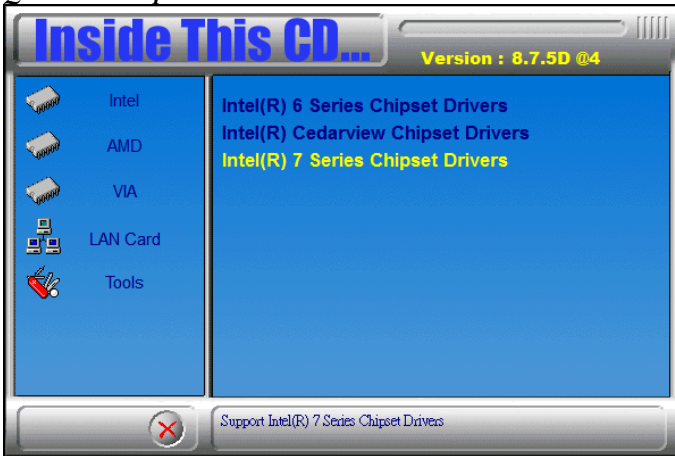 Inside This CD...
Version : 8.7.5D @4
Intel
AMD
VIA
LAN Card
Tools
Intel(R) 6 Series Chipset Drivers
Intel(R) Cedarview Chipset Drivers
Intel(R) 7 Series Chipset Drivers
Support Intel(R) 7 Series Chipset Drivers